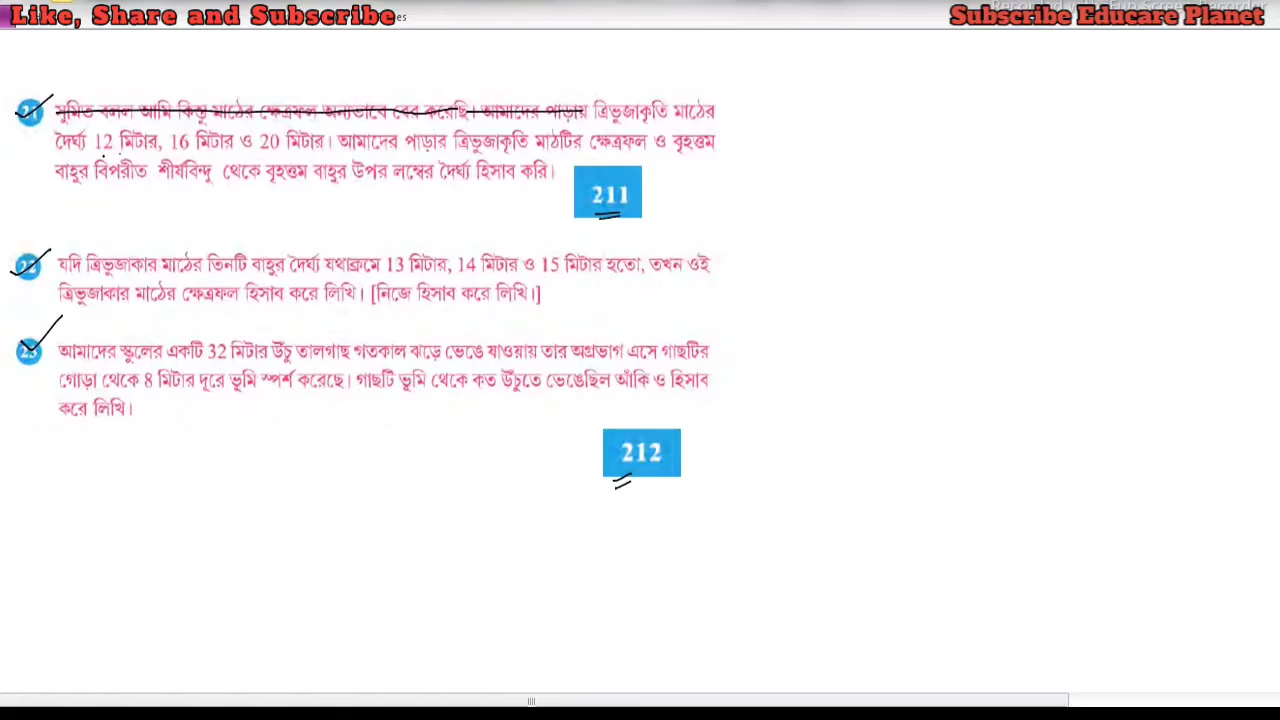 Like, Share and Subscribe
Subscribe Educare Planet
21 সুমিত বলল আমি কিন্তু মাঠের ক্ষেত্রফল অন্যভাবে বের করেছি। আমাদের পাড়ায় ত্রিভুজাকৃতি মাঠের
দৈর্ঘ্য 12 মিটার, 16 মিটার ও 20 মিটার। আমাদের পাড়ার ত্রিভুজাকৃতি মাঠটির ক্ষেত্রফল ও বৃহত্তম
বাহুর বিপরীত শীর্ষবিন্দু থেকে বৃহত্তম বাহুর উপর লম্বের দৈর্ঘ্য হিসাব করি।
211
22 যদি ত্রিভুজাকার মাঠের তিনটি বাহুর দৈর্ঘ্য যথাক্রমে 13 মিটার, 14 মিটার ও 15 মিটার হতো, তখন ওই
ত্রিভুজাকার মাঠের ক্ষেত্রফল হিসাব করে লিখি। [নিজে হিসাব করে লিখি।]
23 আমাদের স্কুলের একটি 32 মিটার উঁচু তালগাছ গতকাল ঝড়ে ভেঙে যাওয়ায় তার অগ্রভাগ এসে গাছটির
গোড়া থেকে 8 মিটার দূরে ভূমি স্পর্শ করেছে। গাছটি ভূমি থেকে কত উঁচুতে ভেঙেছিল আঁকি ও হিসাব
করে লিখি।
212